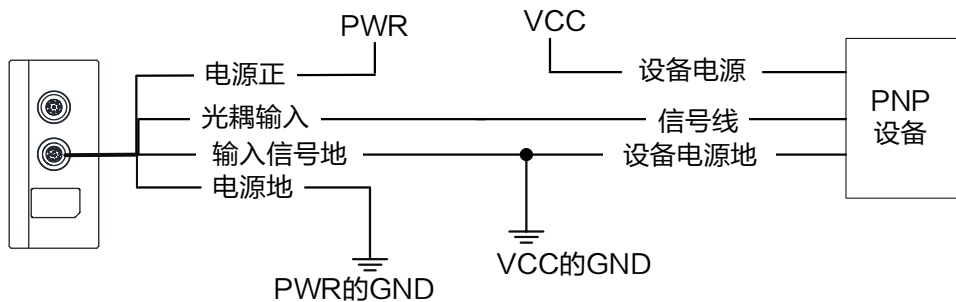 PWR
VCC
电源正
设备电源
光耦输入
信号线
PNP
设备
输入信号地
设备电源地
电源地
VCC的GND
PWR的GND